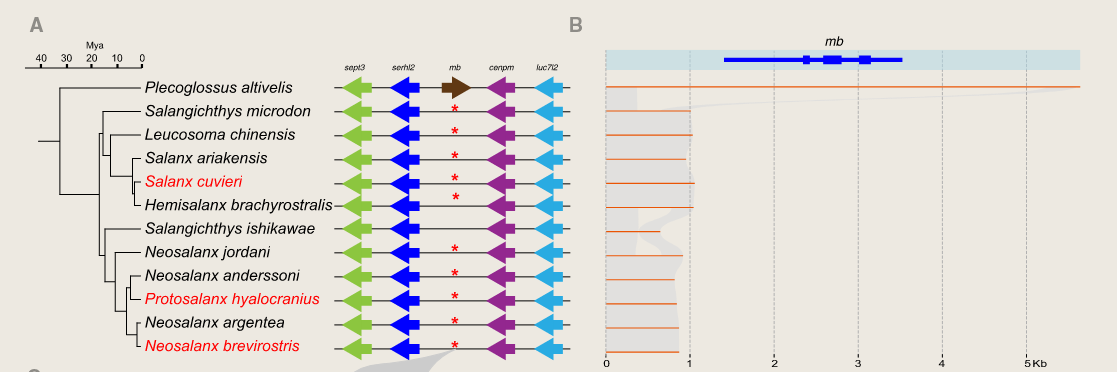 A
B
Mya
40 30 20 10 0
sept3 serhl2 mb cenpm luc7l2
mb
Plecoglossus altivelis
Salangichthys microdon
*
Leucosoma chinensis
*
Salanx ariakensis
*
Salanx cuvieri
*
Hemisalanx brachyrostralis
*
Salangichthys ishikawae
Neosalanx jordani
*
Neosalanx anderssoni
*
Protosalanx hyalocranius
*
Neosalanx argentea
*
Neosalanx brevirostris
*
0 1 2 3 4 5 Kb